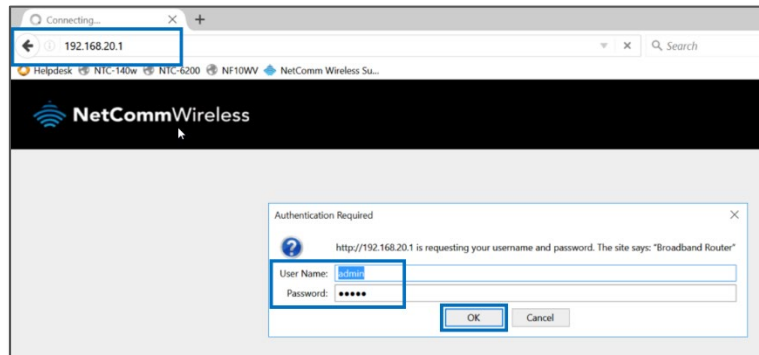 Connecting...
192.168.20.1
Search
Helpdesk NTC-140w NTC-6200 NF10WV NetComm Wireless Su...
NetCommWireless
Authentication Required
http://192.168.20.1 is requesting your username and password. The site says: "Broadband Router"
User Name: admin
Password: •••••
OK Cancel